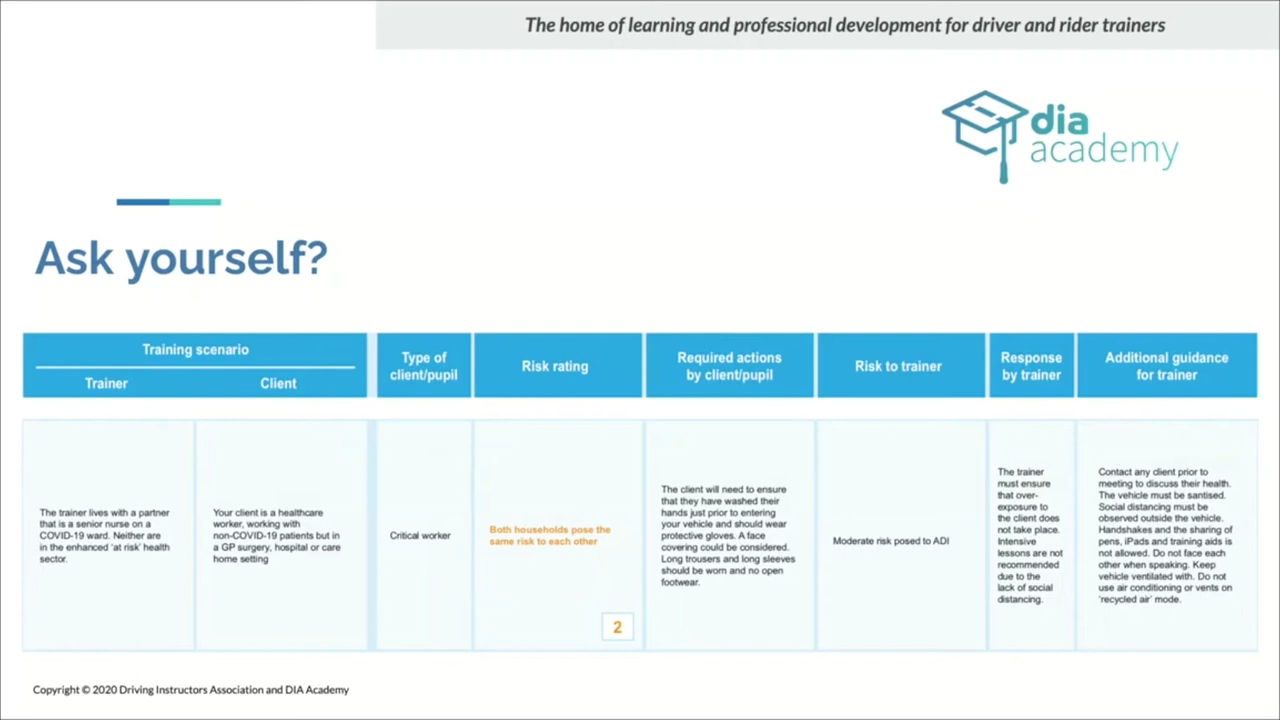 The home of learning and professional development for driver and rider trainers
dia
academy
Ask yourself?
Training scenario
Trainer
Client
Type of
client/pupil
Risk rating
Required actions
by client/pupil
Risk to trainer
Response
by trainer
Additional guidance
for trainer
The trainer lives with a partner
that is a senior nurse on a
COVID-19 ward. Neither are
in the enhanced 'at risk' health
sector.
Your client is a healthcare
worker, working with
non-COVID-19 patients but in
a GP surgery, hospital or care
home setting
Critical worker
Both households pose the
same risk to each other
2
The client will need to ensure
that they have washed their
hands just prior to entering
your vehicle and should wear
protective gloves. A face
covering could be considered.
Long trousers and long sleeves
should be worn and no open
footwear.
Moderate risk posed to ADI
The trainer
must ensure
that over-
exposure to
the client does
not take place.
Intensive
lessons are not
recommended
due to the
lack of social
distancing.
Contact any client prior to
meeting to discuss their health.
The vehicle must be santised.
Social distancing must be
observed outside the vehicle.
Handshakes and the sharing of
pens, iPads and training aids is
not allowed. Do not face each
other when speaking. Keep
vehicle ventilated with. Do not
use air conditioning or vents on
'recycled air' mode.
Copyright © 2020 Driving Instructors Association and DIA Academy